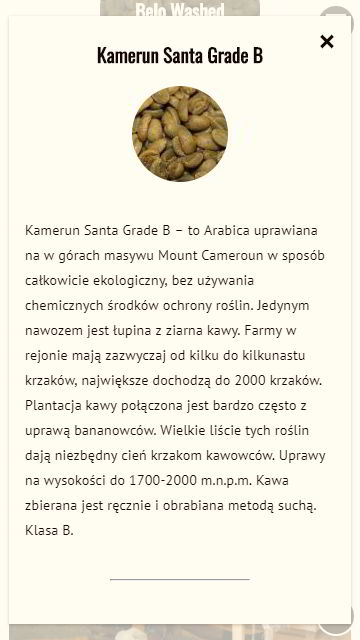 Belo Washed
Kamerun Santa Grade B
×
Kamerun Santa Grade B – to Arabica uprawiana
na w górach masywu Mount Cameroun w sposób
całkowicie ekologiczny, bez używania
chemicznych środków ochrony roślin. Jedynym
nawozem jest łupina z ziarna kawy. Farmy w
rejonie mają zazwyczaj od kilku do kilkunastu
krzaków, największe dochodzą do 2000 krzaków.
Plantacja kawy połączona jest bardzo często z
uprawą bananowców. Wielkie liście tych roślin
dają niezbędny cień krzakom kawowców. Uprawy
na wysokości do 1700-2000 m.n.p.m. Kawa
zbierana jest ręcznie i obrabiana metodą suchą.
Klasa B.